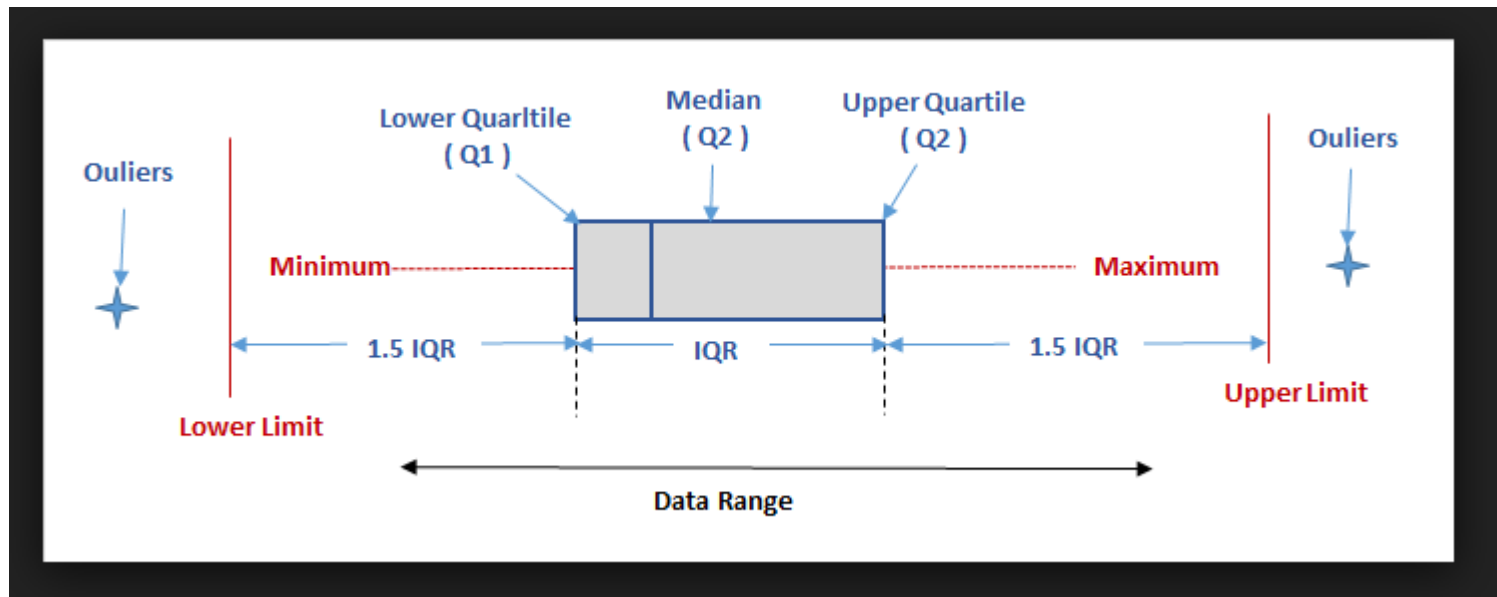 Lower Quarltile
( Q1 )
Median
( Q2 )
Upper Quartile
( Q2 )
Ouliers
Ouliers
Minimum
Maximum
1.5 IQR
IQR
1.5 IQR
Lower Limit
Upper Limit
Data Range